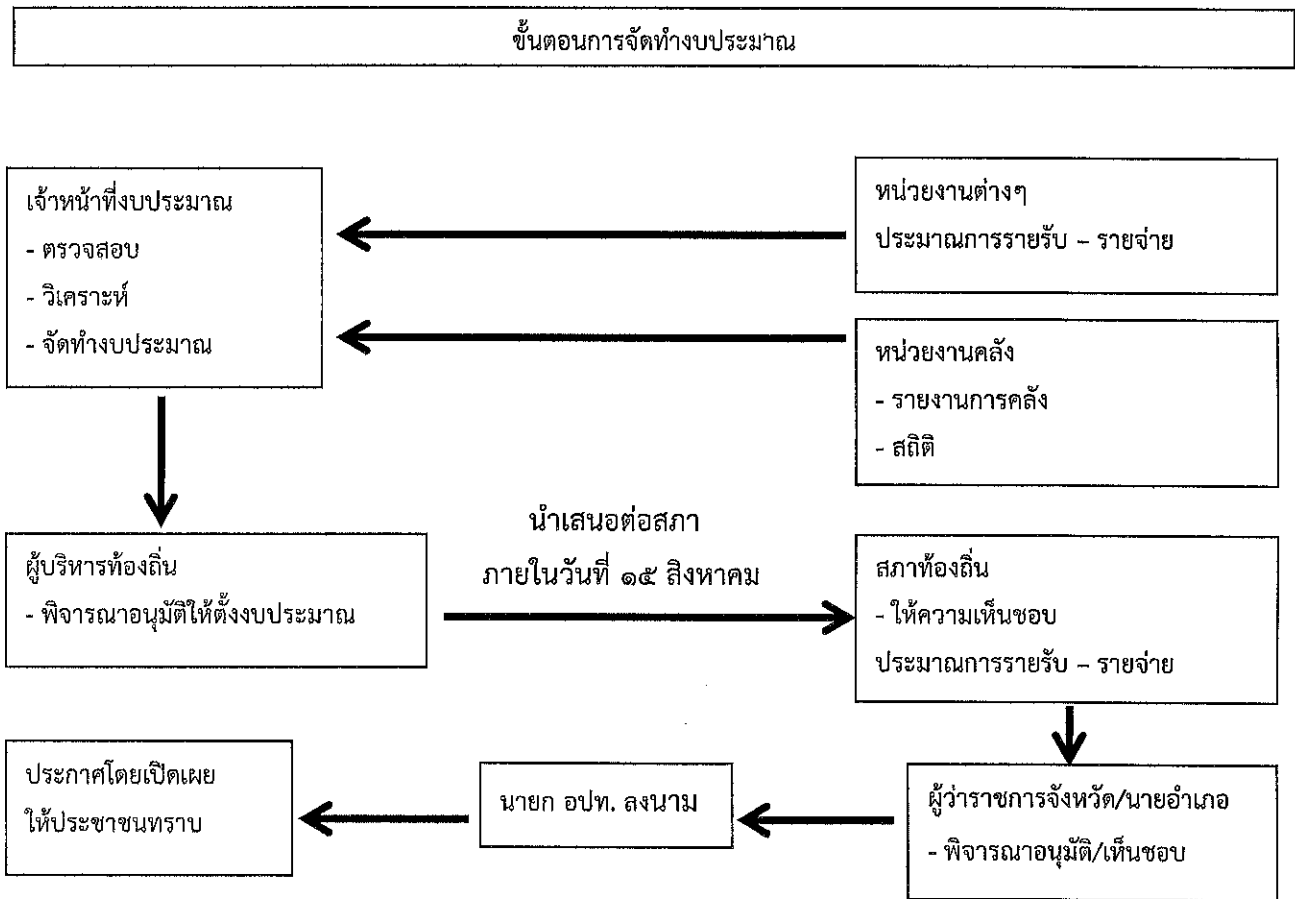 ขั้นตอนการจัดทำงบประมาณ
เจ้าหน้าที่งบประมาณ
- ตรวจสอบ
- วิเคราะห์
- จัดทำงบประมาณ
หน่วยงานต่างๆ
ประมาณการรายรับ – รายจ่าย
หน่วยงานคลัง
- รายงานการคลัง
- สถิติ
ผู้บริหารท้องถิ่น
- พิจารณาอนุมัติให้ตั้งงบประมาณ
นำเสนอต่อสภา
ภายในวันที่ ๑๕ สิงหาคม
สภาท้องถิ่น
- ให้ความเห็นชอบ
ประมาณการรายรับ – รายจ่าย
ผู้ว่าราชการจังหวัด/นายอำเภอ
- พิจารณาอนุมัติ/เห็นชอบ
นายก อปท. ลงนาม
ประกาศโดยเปิดเผย
ให้ประชาชนทราบ